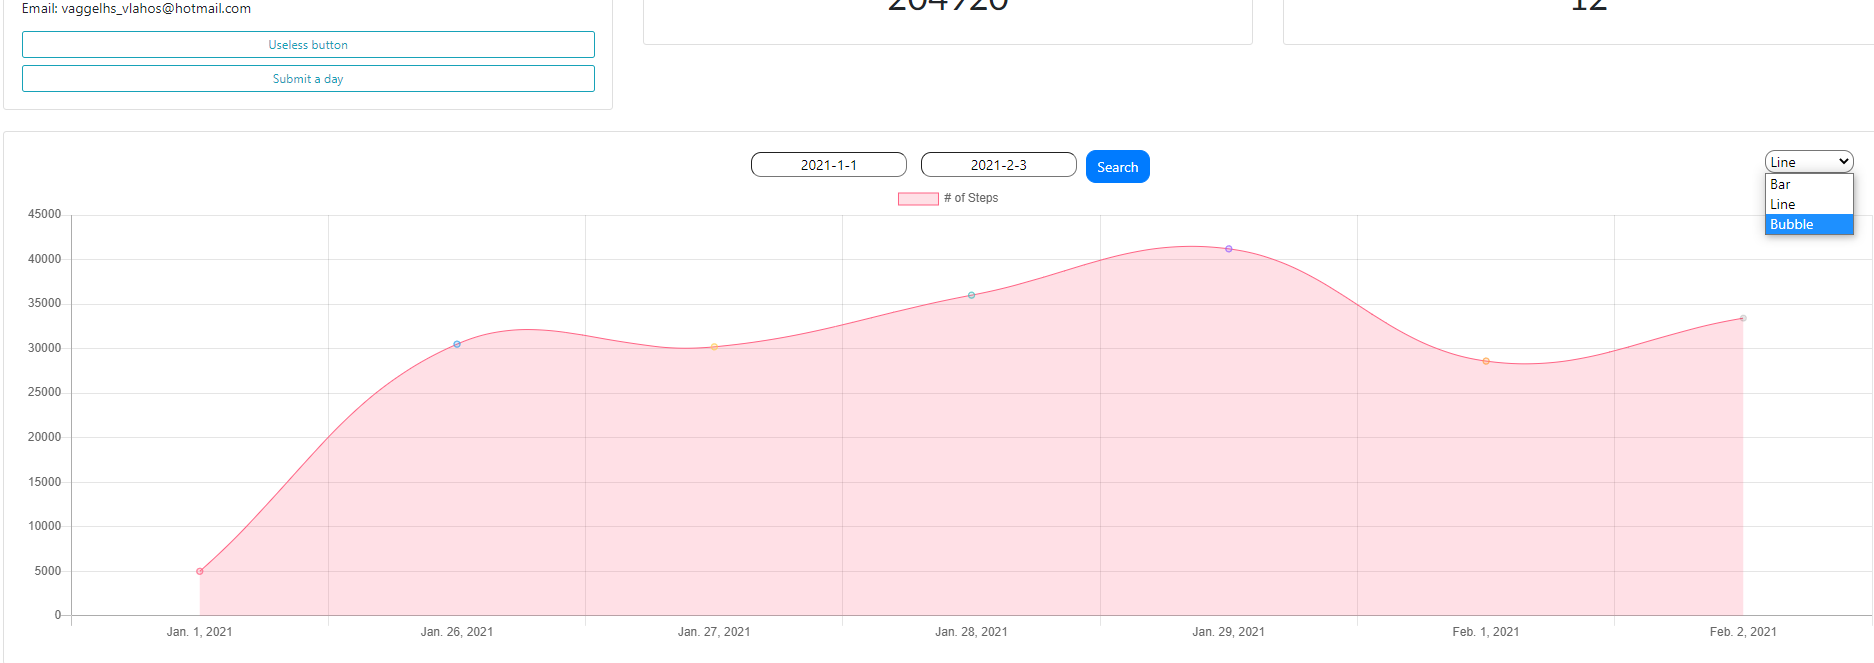 Email: vaggelhs_vlahos@hotmail.com
204920
12
Useless button
Submit a day
2021-1-1
2021-2-3
Search
Line
Bar
Line
Bubble
# of Steps
45000
40000
35000
30000
25000
20000
15000
10000
5000
0
Jan. 1, 2021
Jan. 26, 2021
Jan. 27, 2021
Jan. 28, 2021
Jan. 29, 2021
Feb. 1, 2021
Feb. 2, 2021